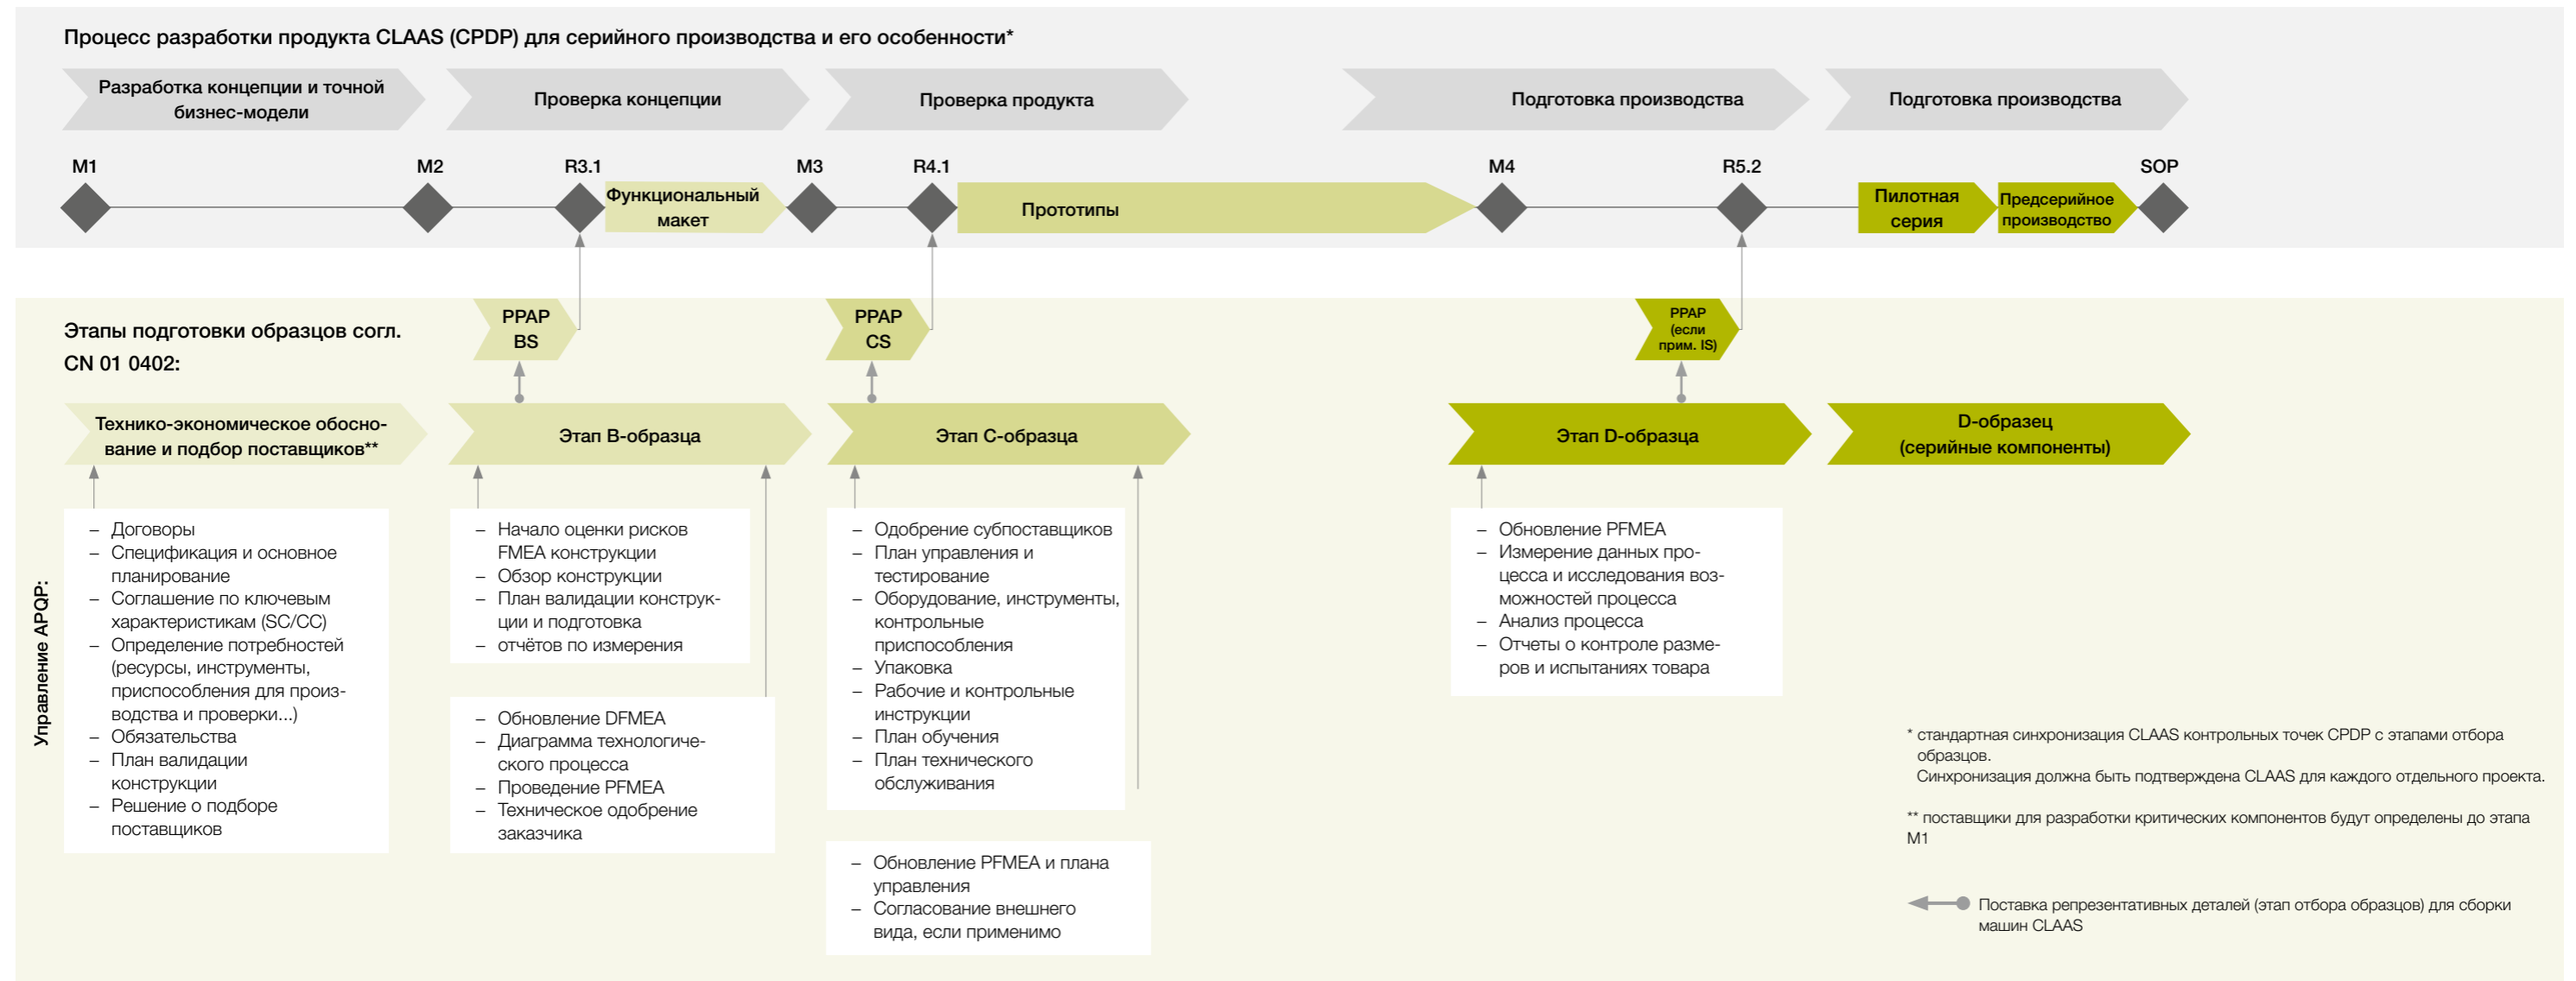 Процесс разработки продукта CLAAS (CPDP) для серийного производства и его особенности*
Разработка концепции и точной
бизнес-модели
Проверка концепции
Проверка продукта
Подготовка производства
Подготовка производства
M1
M2
R3.1
M3
R4.1
M4
R5.2
SOP
Функциональный
макет
Прототипы
Пилотная
серия
Предсерийное
производство
Этапы подготовки образцов согл.
CN 01 0402:
PPAP
BS
PPAP
CS
PPAP
(если
прим. IS)
Технико-экономическое обосно-
вание и подбор поставщиков**
Этап B-образца
Этап C-образца
Этап D-образца
D-образец
(серийные компоненты)
Управление APQP:
– Договоры
– Спецификация и основное
планирование
– Соглашение по ключевым
характеристикам (SC/CC)
– Определение потребностей
(ресурсы, инструменты,
приспособления для произ-
водства и проверки...)
– Обязательства
– План валидации
конструкции
– Решение о подборе
поставщиков
– Начало оценки рисков
FMEA конструкции
– Обзор конструкции
– План валидации конструк-
ции и подготовка
– отчётов по измерения
– Обновление DFMEA
– Диаграмма технологиче-
ского процесса
– Проведение PFMEA
– Техническое одобрение
заказчика
– Одобрение субпоставщиков
– План управления и
тестирование
– Оборудование, инструменты,
контрольные
приспособления
– Упаковка
– Рабочие и контрольные
инструкции
– План обучения
– План технического
обслуживания
– Обновление PFMEA и плана
управления
– Согласование внешнего
вида, если применимо
– Обновление PFMEA
– Измерение данных про-
цесса и исследования воз-
можностей процесса
– Анализ процесса
– Отчеты о контроле разме-
ров и испытаниях товара
* стандартная синхронизация CLAAS контрольных точек CPDP с этапами отбора
образцов.
Синхронизация должна быть подтверждена CLAAS для каждого отдельного проекта.
** поставщики для разработки критических компонентов будут определены до этапа
M1
Поставка репрезентативных деталей (этап отбора образцов) для сборки
машин CLAAS